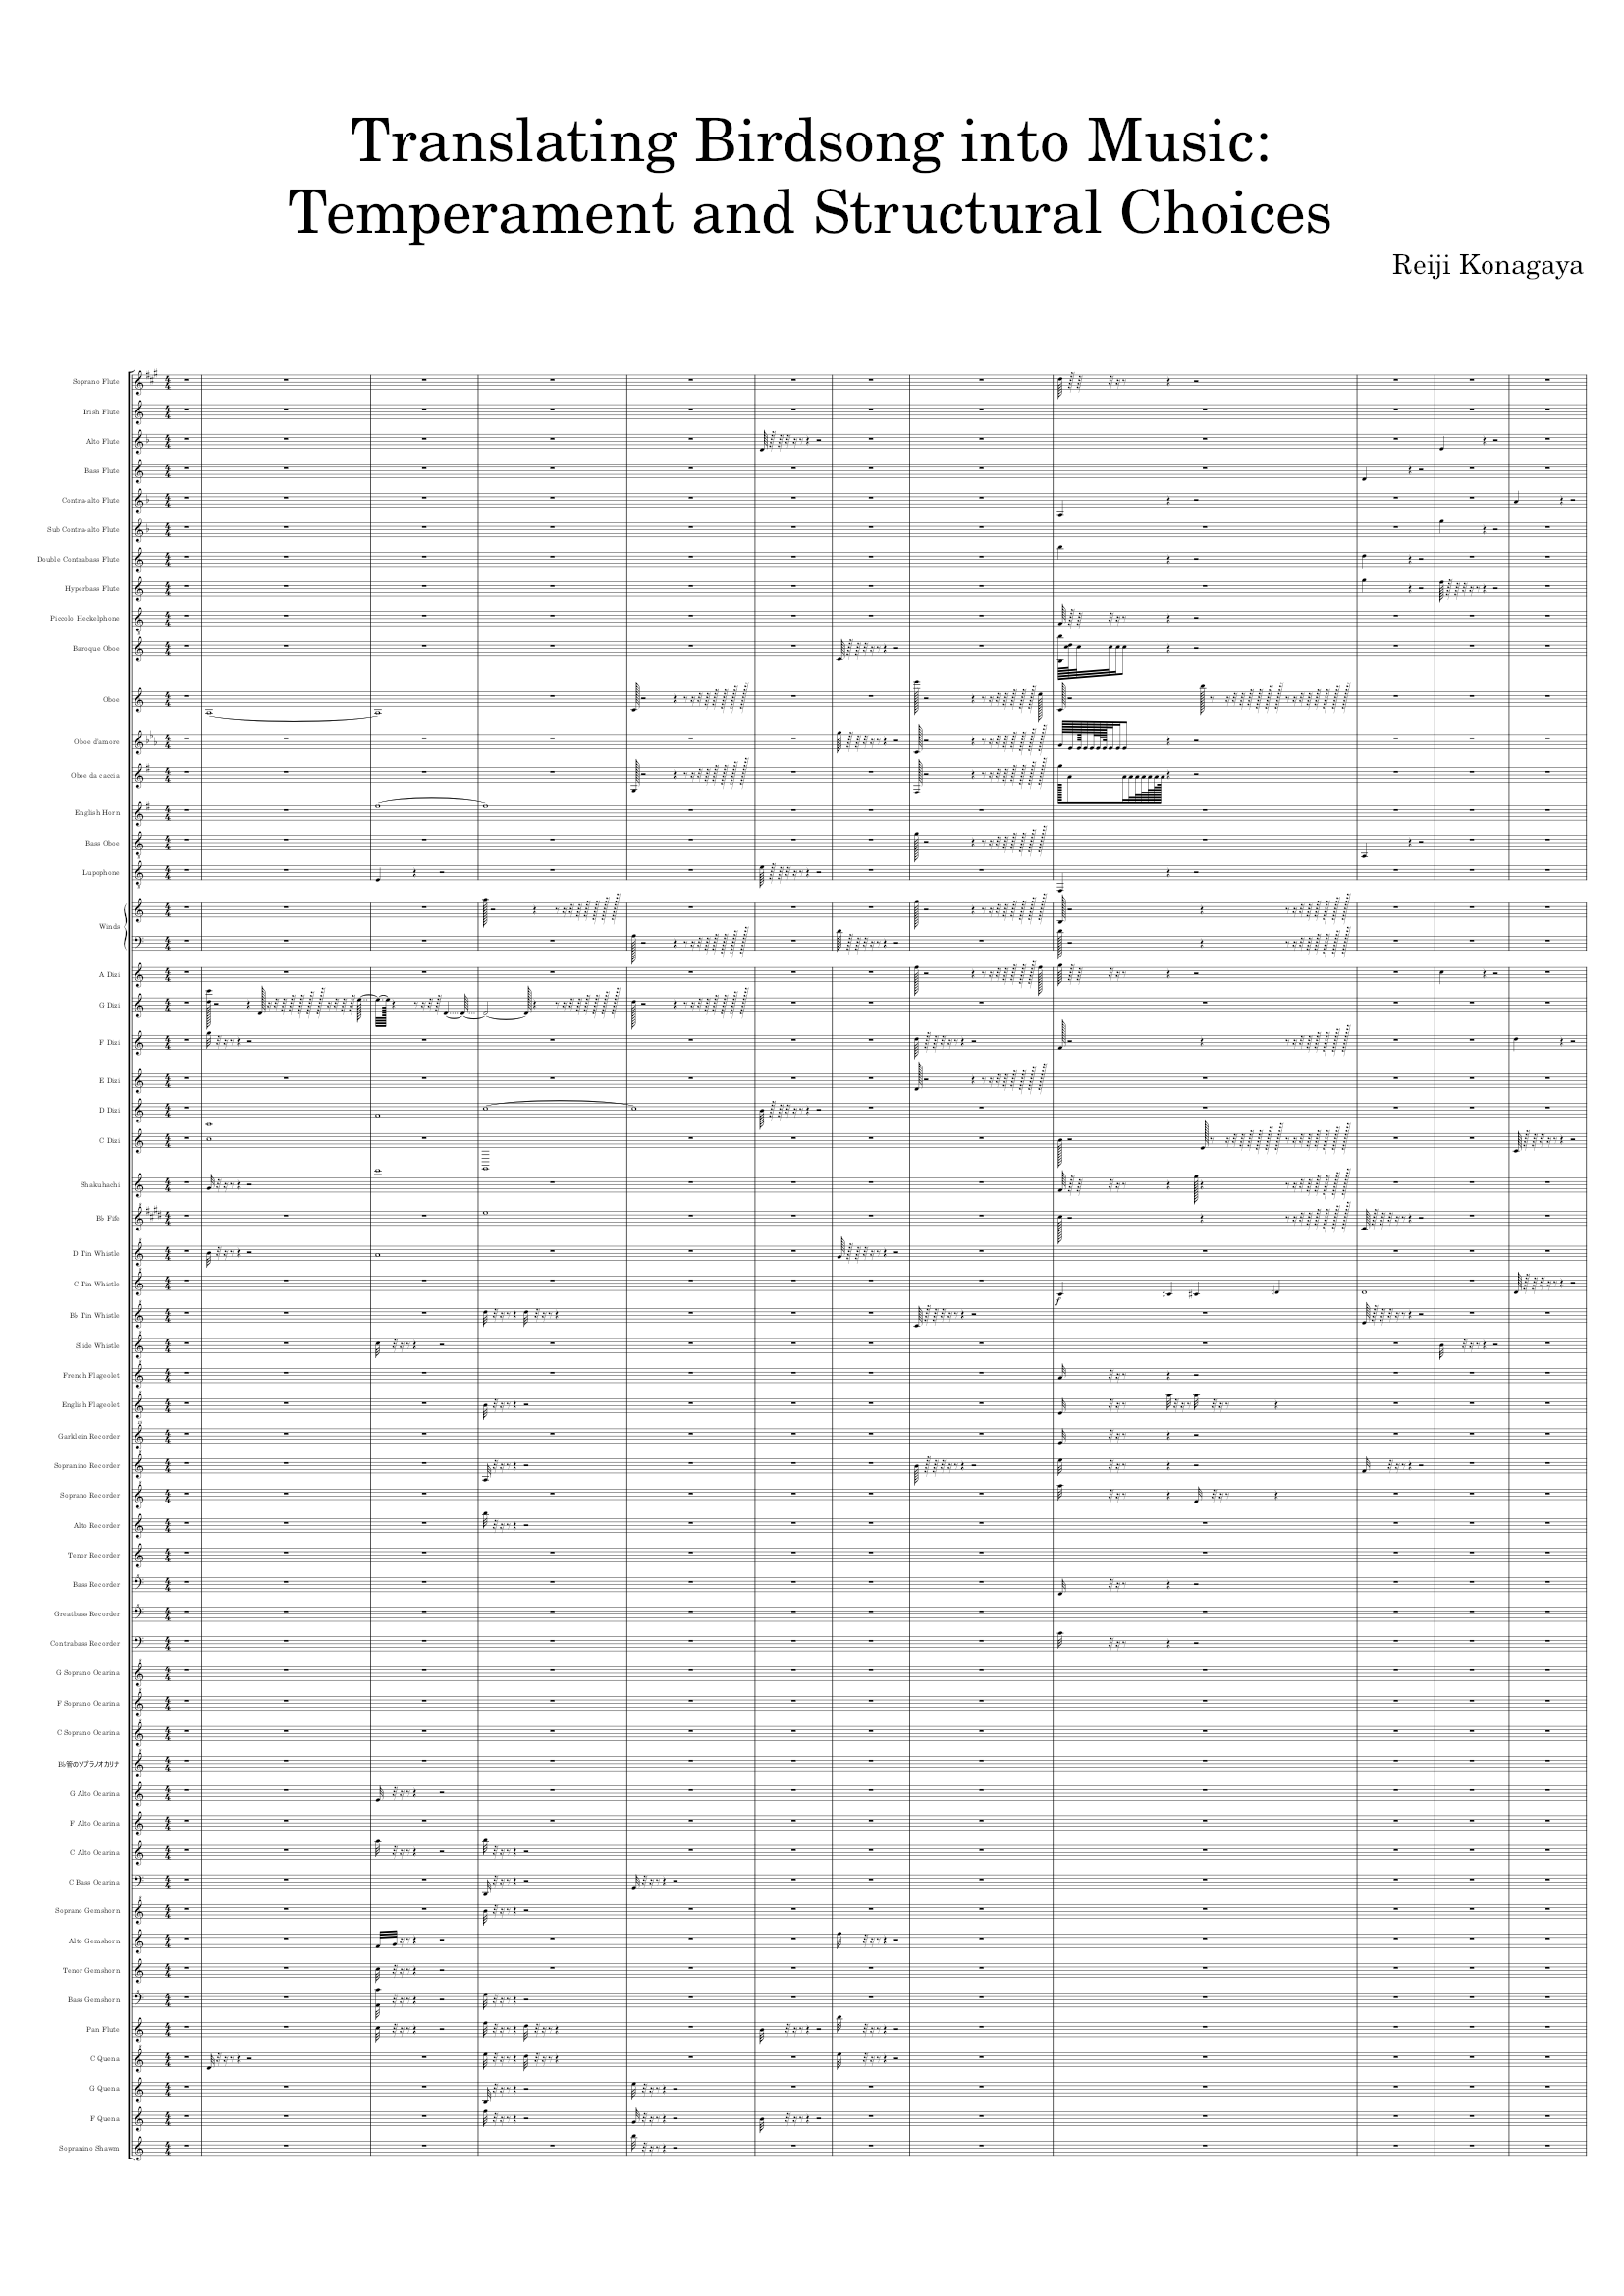 Translating Birdsong into Music:
Temperament and Structural Choices
Reiji Konagaya
Soprano Flute
Irish Flute
Alto Flute
Bass Flute
Contra-alto Flute
Sub Contra-alto Flute
Double Contrabass Flute
Hyperbass Flute
Piccolo Heckelphone
Baroque Oboe
Oboe
Oboe d'amore
Oboe da caccia
English Horn
Bass Oboe
Lupophone
Winds
A Dizi
G Dizi
F Dizi
E Dizi
D Dizi
C Dizi
Shakuhachi
B♭ Fife
D Tin Whistle
C Tin Whistle
B♭ Tin Whistle
Slide Whistle
French Flageolet
English Flageolet
Garklein Recorder
Sopranino Recorder
Soprano Recorder
Alto Recorder
Tenor Recorder
Bass Recorder
Greatbass Recorder
Contrabass Recorder
G Soprano Ocarina
F Soprano Ocarina
C Soprano Ocarina
B♭管のソプラノオカリナ
G Alto Ocarina
F Alto Ocarina
C Alto Ocarina
C Bass Ocarina
Soprano Gemshorn
Alto Gemshorn
Tenor Gemshorn
Bass Gemshorn
Pan Flute
C Quena
G Quena
F Quena
Sopranino Shawm